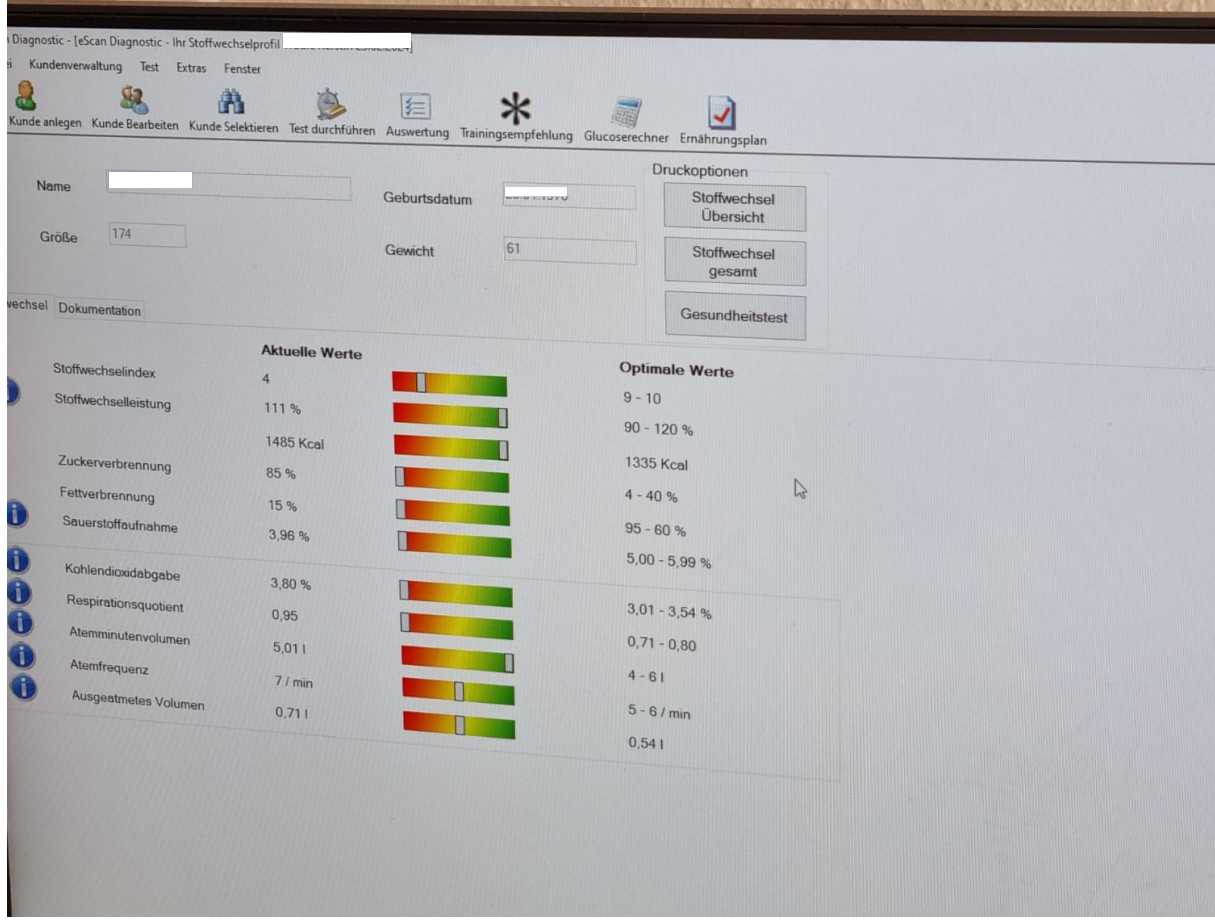 Diagnostic - [eScan Diagnostic - Ihr Stoffwechselprofil
Kundenverwaltung Test Extras Fenster
Kunde anlegen Kunde Bearbeiten Kunde Selektieren Test durchführen Auswertung Trainingsempfehlung Glucoserechner Ernährungsplan
Druckoptionen
Name Geburtsdatum Stoffwechsel
Übersicht
Größe 174 Gewicht 61 Stoffwechsel
gesamt
Gesundheitstest
wechsel Dokumentation
Aktuelle Werte Optimale Werte
Stoffwechselindex 4 9 - 10
Stoffwechselleistung 111 % 90 - 120 %
1485 Kcal 1335 Kcal
Zuckerverbrennung 85 % 4 - 40 %
Fettverbrennung 15 % 95 - 60 %
Sauerstoffaufnahme 3,96 % 5,00 - 5,99 %
Kohlendioxidabgabe 3,80 % 3,01 - 3,54 %
Respirationsquotient 0,95 0,71 - 0,80
Atemminutenvolumen 5,01 l 4 - 6 l
Atemfrequenz 7 / min 5 - 6 / min
Ausgeatmetes Volumen 0,71 l 0,54 l